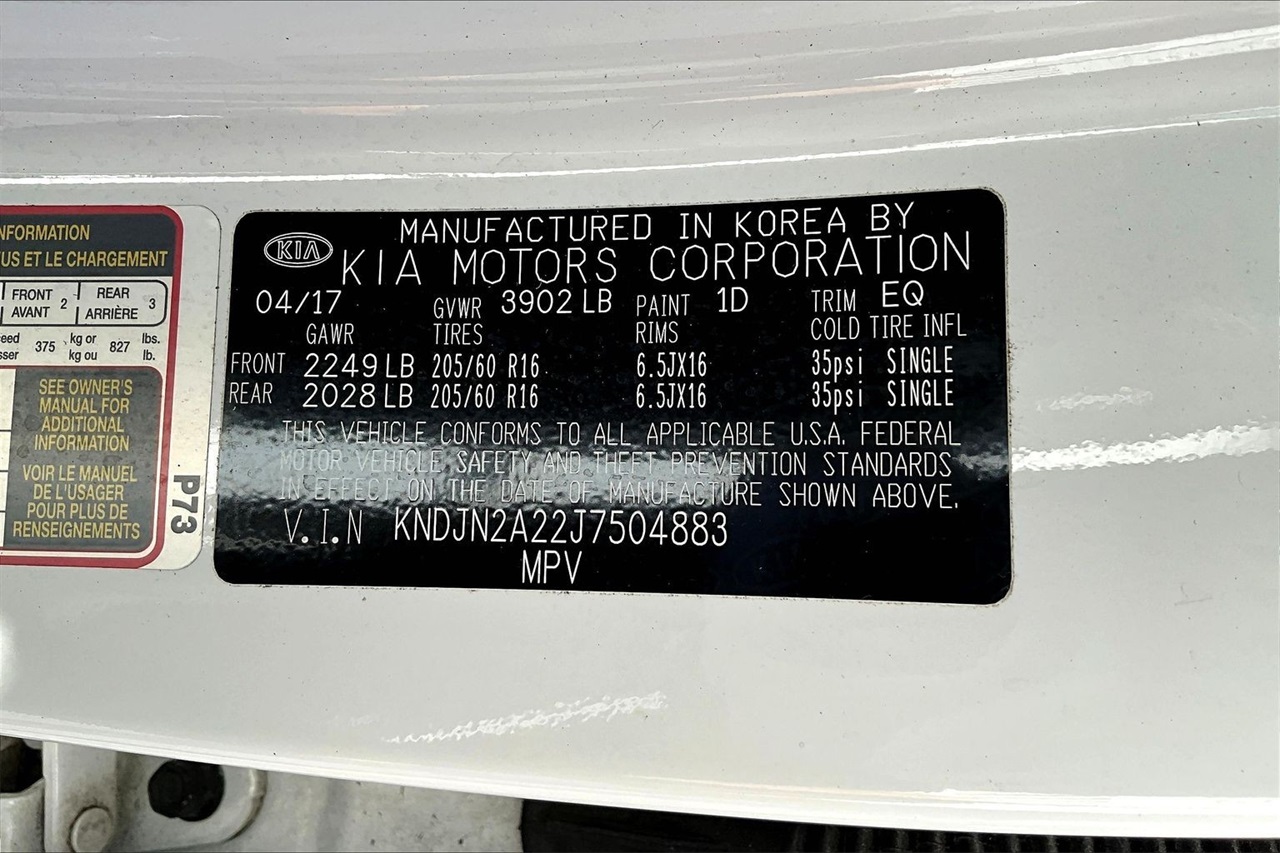 NFORMATION
US ET LE CHARGEMENT
FRONT 2 REAR 3
AVANT ARRIÈRE
375 kg or 827 lbs.
kg ou lb.
SEE OWNER'S
MANUAL FOR
ADDITIONAL
INFORMATION
VOIR LE MANUEL
DE L'USAGER
POUR PLUS DE
RENSEIGNEMENTS
P73
KIA
MANUFACTURED IN KOREA BY
KIA MOTORS CORPORATION
04/17 GVWR 3902 LB PAINT 1D TRIM EQ
GAWR TIRES RIMS COLD TIRE INFL
FRONT 2249 LB 205/60 R16 6.5JX16 35psi SINGLE
REAR 2028 LB 205/60 R16 6.5JX16 35psi SINGLE
THIS VEHICLE CONFORMS TO ALL APPLICABLE U.S.A. FEDERAL
MOTOR VEHICLE SAFETY AND THEFT PREVENTION STANDARDS
IN EFFECT ON THE DATE OF MANUFACTURE SHOWN ABOVE.
V.I.N KNDJN2A22J7504883
MPV